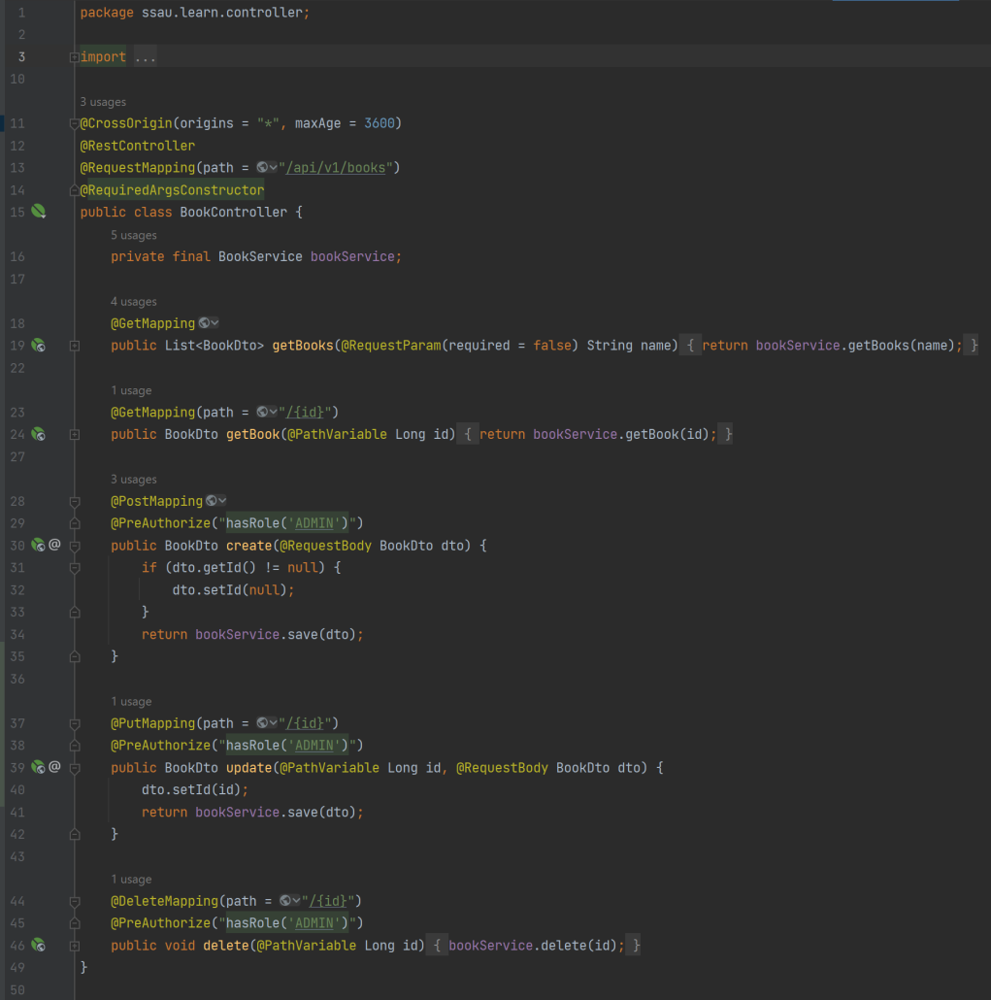 1 package ssau.learn.controller;
2
3 import ...
10
3 usages
11 @CrossOrigin(origins = "*", maxAge = 3600)
12 @RestController
13 @RequestMapping(path = "/api/v1/books")
14 @RequiredArgsConstructor
15 public class BookController {
5 usages
16 private final BookService bookService;
17
4 usages
18 @GetMapping
19 public List<BookDto> getBooks(@RequestParam(required = false) String name) { return bookService.getBooks(name); }
22
1 usage
23 @GetMapping(path = "/{id}")
24 public BookDto getBook(@PathVariable Long id) { return bookService.getBook(id); }
27
3 usages
28 @PostMapping
29 @PreAuthorize("hasRole('ADMIN')")
30 @ public BookDto create(@RequestBody BookDto dto) {
31 if (dto.getId() != null) {
32 dto.setId(null);
33 }
34 return bookService.save(dto);
35 }
36
1 usage
37 @PutMapping(path = "/{id}")
38 @PreAuthorize("hasRole('ADMIN')")
39 @ public BookDto update(@PathVariable Long id, @RequestBody BookDto dto) {
40 dto.setId(id);
41 return bookService.save(dto);
42 }
43
1 usage
44 @DeleteMapping(path = "/{id}")
45 @PreAuthorize("hasRole('ADMIN')")
46 public void delete(@PathVariable Long id) { bookService.delete(id); }
49 }
50